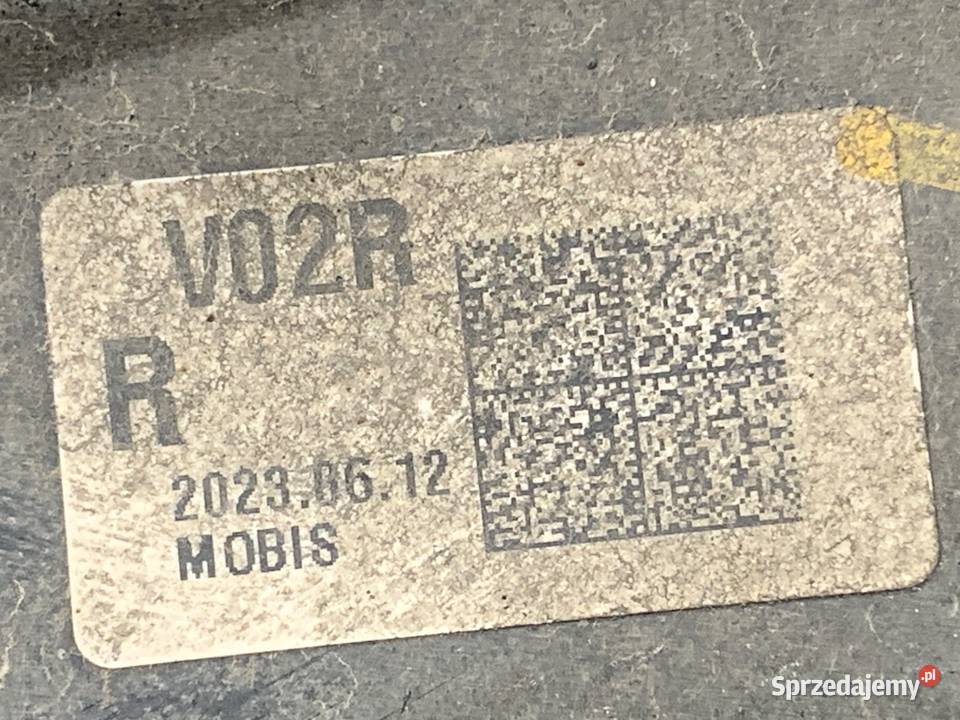 V02R
R
2023.06.12
MOBIS
Sprzedajemy.pl